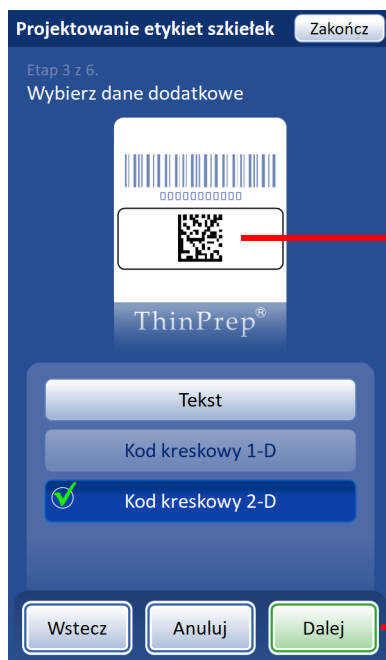 Projektowanie etykiet szkiełek
Zakończ
Etap 3 z 6.
Wybierz dane dodatkowe
00000000000
ThinPrep®
Tekst
Kod kreskowy 1-D
Kod kreskowy 2-D
Wstecz
Anuluj
Dalej